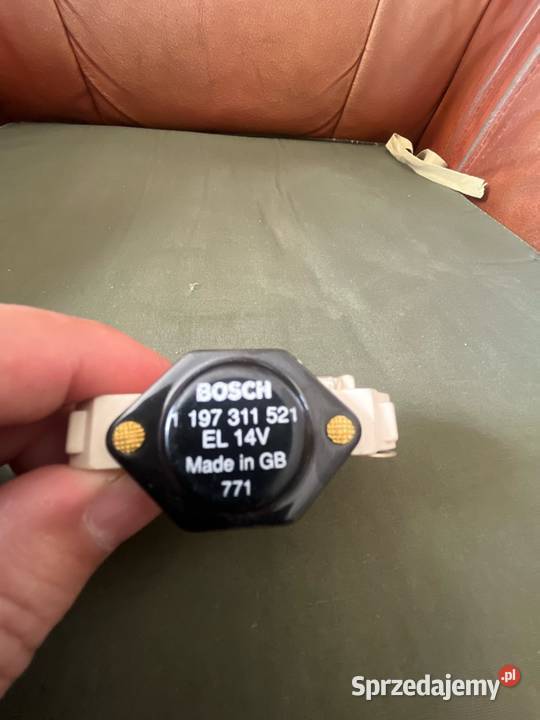 BOSCH
1 197 311 521
EL 14V
Made in GB
771
Sprzedajemy.pl